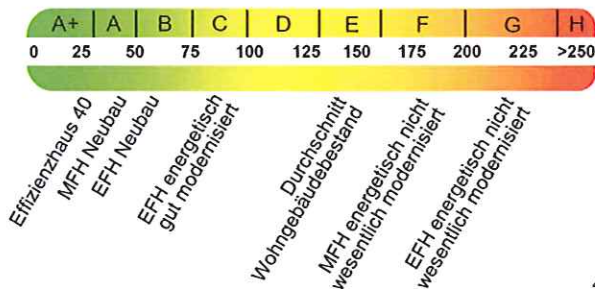 A+ A B C D E F G H
0 25 50 75 100 125 150 175 200 225 >250
Effizienzhaus 40
MFH Neubau
EFH Neubau
EFH energetisch
gut modernisiert
Durchschnitt
Wohngebäudebestand
MFH energetisch nicht
wesentlich modernisiert
EFH energetisch nicht
wesentlich modernisiert